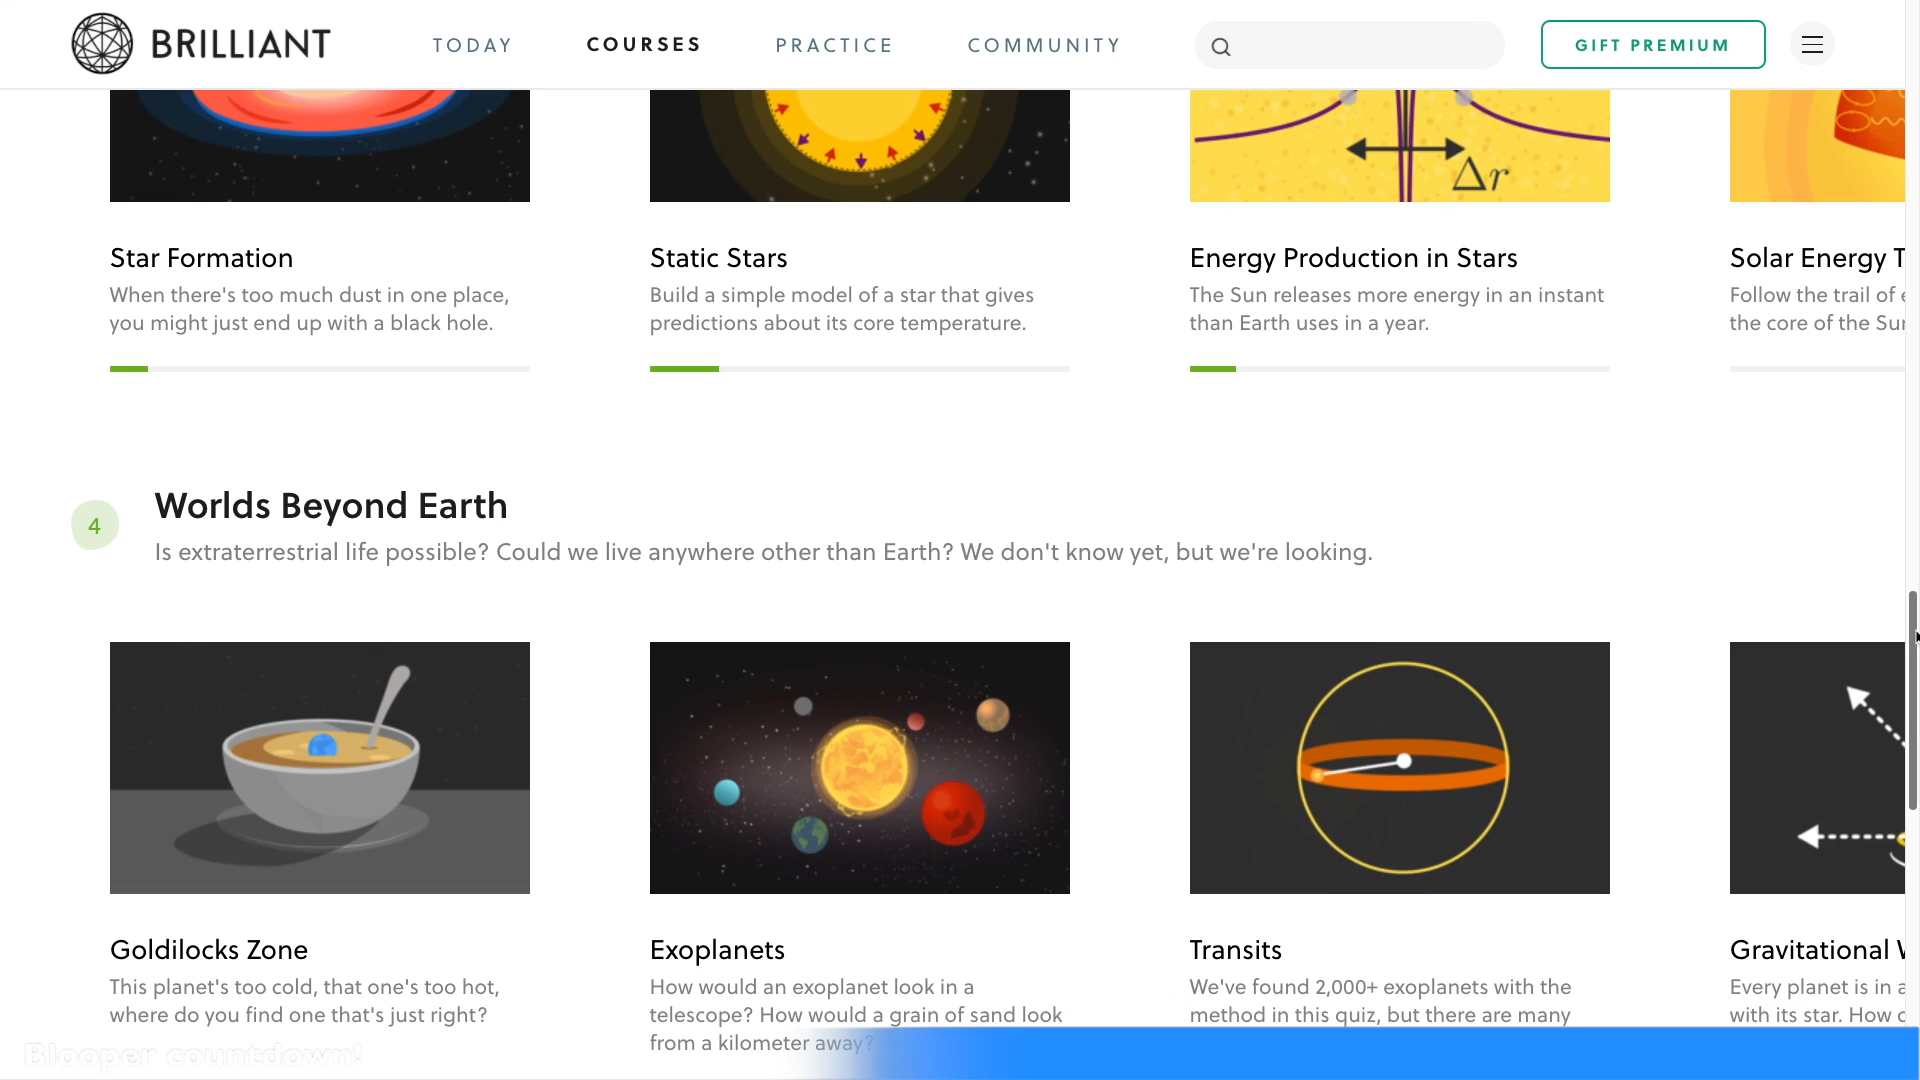 BRILLIANT
TODAY
COURSES
PRACTICE
COMMUNITY
GIFT PREMIUM
Δr
Star Formation
When there's too much dust in one place,
you might just end up with a black hole.
Static Stars
Build a simple model of a star that gives
predictions about its core temperature.
Energy Production in Stars
The Sun releases more energy in an instant
than Earth uses in a year.
Solar Energy T
Follow the trail of
the core of the Sun
4
Worlds Beyond Earth
Is extraterrestrial life possible? Could we live anywhere other than Earth? We don't know yet, but we're looking.
Goldilocks Zone
This planet's too cold, that one's too hot,
where do you find one that's just right?
Exoplanets
How would an exoplanet look in a
telescope? How would a grain of sand look
from a kilometer away?
Transits
We've found 2,000+ exoplanets with the
method in this quiz, but there are many
Gravitational
Every planet is in a
with its star. How
Blooper countdown!